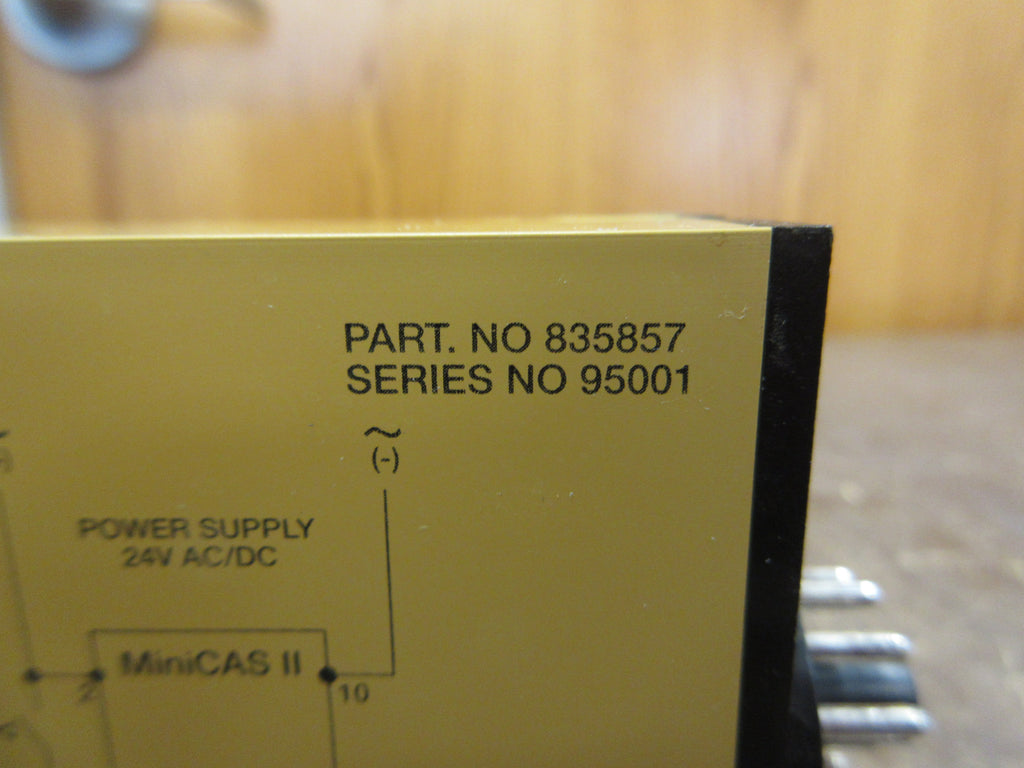 PART. NO 835857
SERIES NO 95001
~
(-)
POWER SUPPLY
24V AC/DC
MiniCAS II
2
10